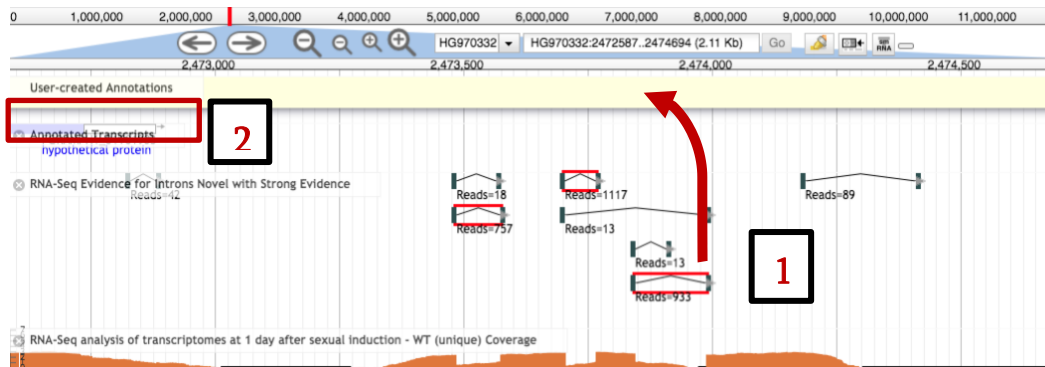 0 1,000,000 2,000,000 3,000,000 4,000,000 5,000,000 6,000,000 7,000,000 8,000,000 9,000,000 10,000,000 11,000,000
HG970332 HG970332:2472587..2474694 (2.11 Kb) Go RNA
2,473,000 2,473,500 2,474,000 2,474,500
User-created Annotations
Annotated Transcripts
2
hypothetical protein
RNA-Seq Evidence for Introns Novel with Strong Evidence
Reads=42 Reads=18 Reads=1117 Reads=89
Reads=757 Reads=13
Reads=13
1
Reads=933
RNA-Seq analysis of transcriptomes at 1 day after sexual induction - WT (unique) Coverage